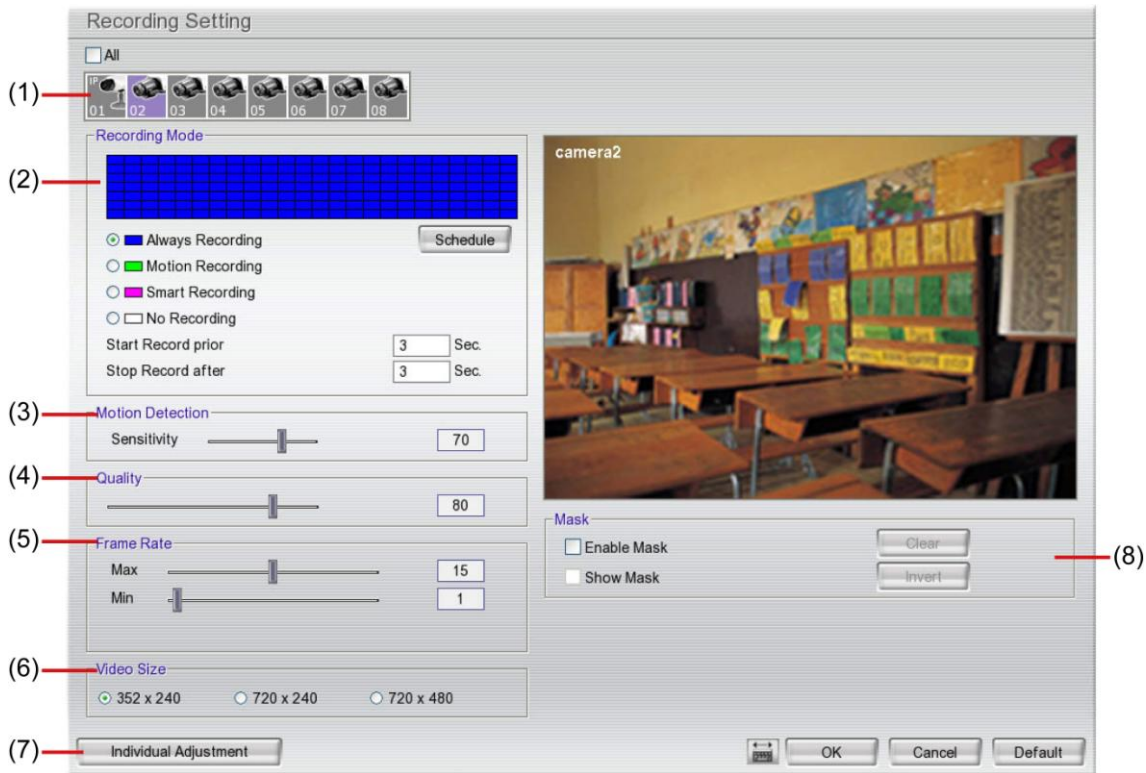 Recording Setting
All
(1)
IP
01 02 03 04 05 06 07 08
Recording Mode
(2)
Always Recording
Schedule
Motion Recording
Smart Recording
No Recording
Start Record prior 3 Sec.
Stop Record after 3 Sec.
camera2
(3)
Motion Detection
Sensitivity 70
(4)
Quality
80
(5)
Frame Rate
Max 15
Min 1
Mask
Enable Mask Clear
Show Mask Invert
(8)
(6)
Video Size
352 x 240 720 x 240 720 x 480
(7)
Individual Adjustment OK Cancel Default